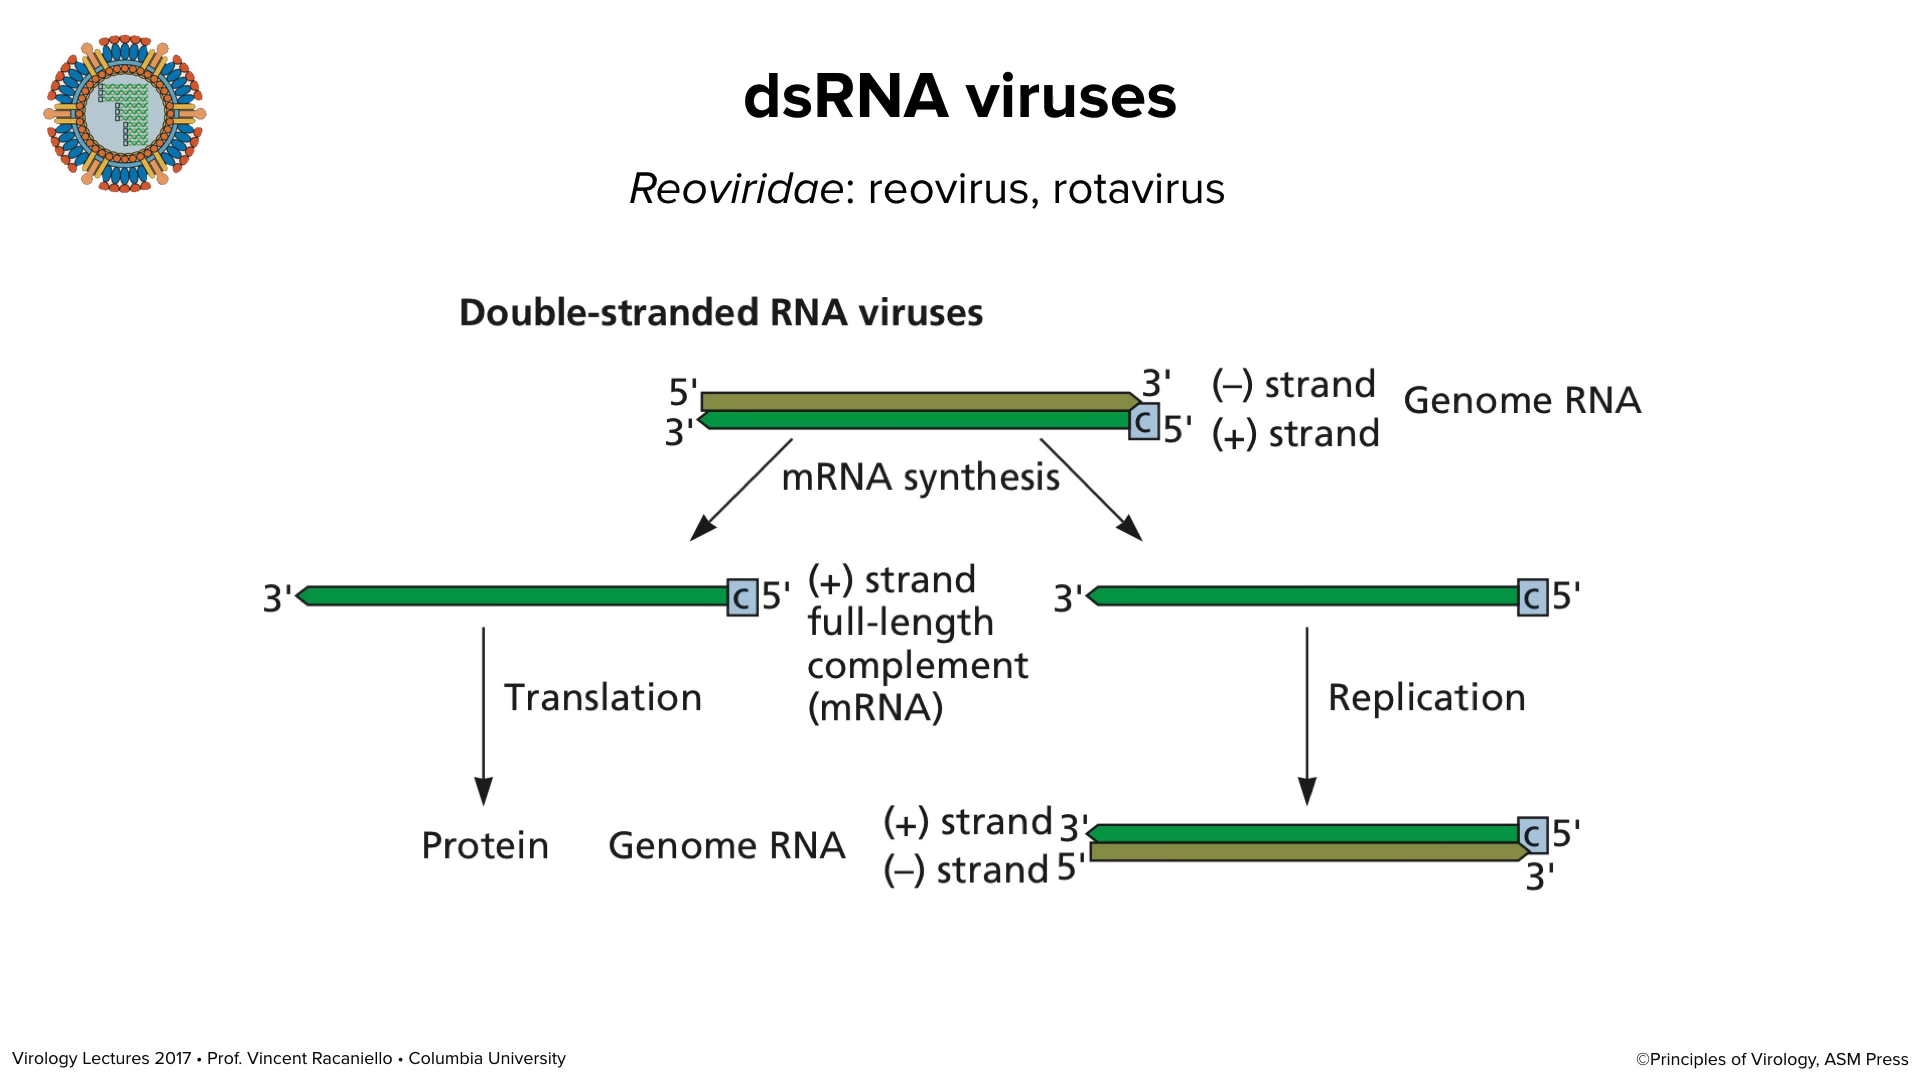 dsRNA viruses
Reoviridae: reovirus, rotavirus
Double-stranded RNA viruses
5' 3' (–) strand
3' c 5' (+) strand
Genome RNA
mRNA synthesis
3' c 5'
(+) strand
full-length
complement
(mRNA)
3' c 5'
Translation
Replication
Protein
Genome RNA
(+) strand 3' c 5'
(–) strand 5' 3'
Virology Lectures 2017 • Prof. Vincent Racaniello • Columbia University
©Principles of Virology, ASM Press